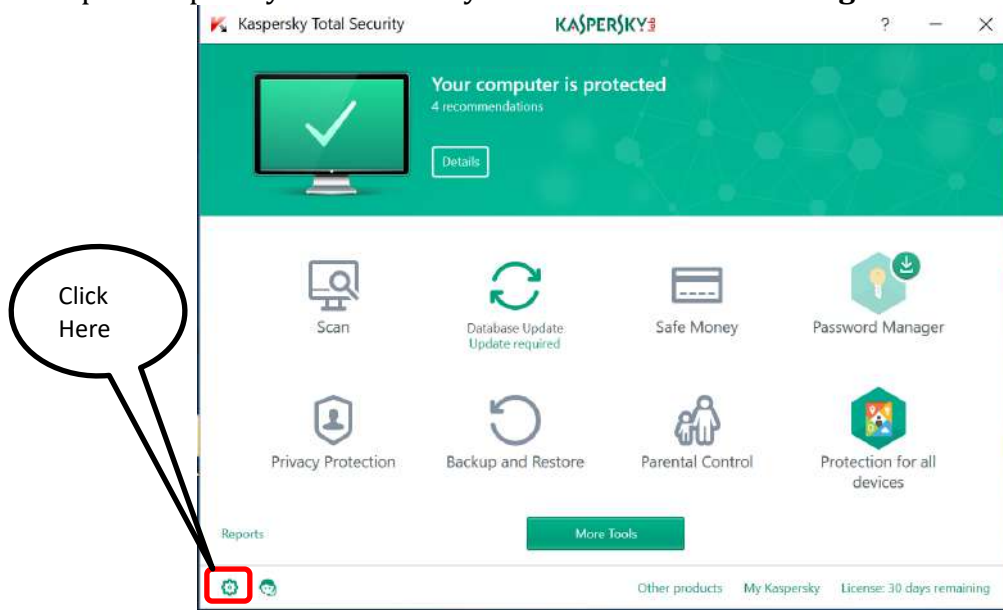 Kaspersky Total Security
KASPERSKY lab
?
Your computer is protected
4 recommendations
Details
Click
Here
Scan
Database Update
Update required
Safe Money
Password Manager
Privacy Protection
Backup and Restore
Parental Control
Protection for all
devices
Reports
More Tools
Other products My Kaspersky License: 30 days remaining